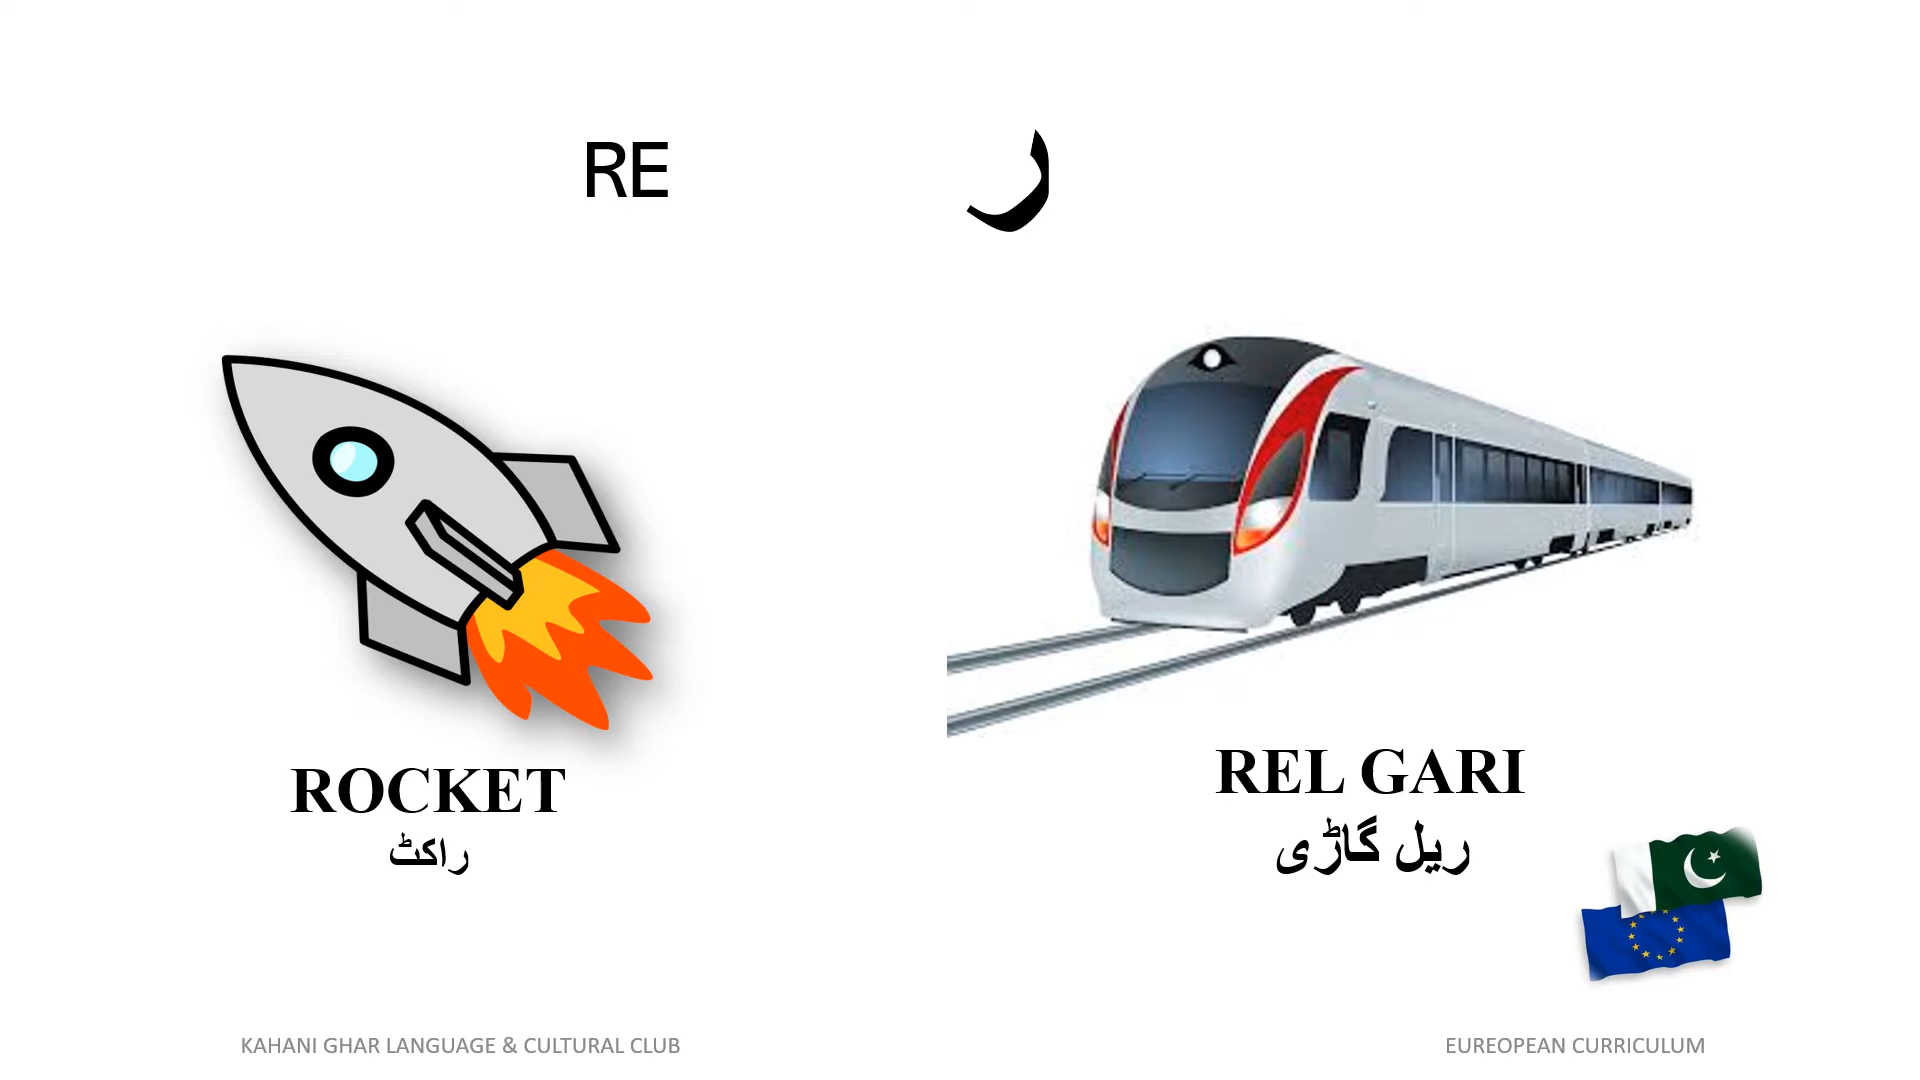 RE
ر
ROCKET
راکٹ
REL GARI
ریل گاڑی
KAHANI GHAR LANGUAGE & CULTURAL CLUB
EUREOPEAN CURRICULUM